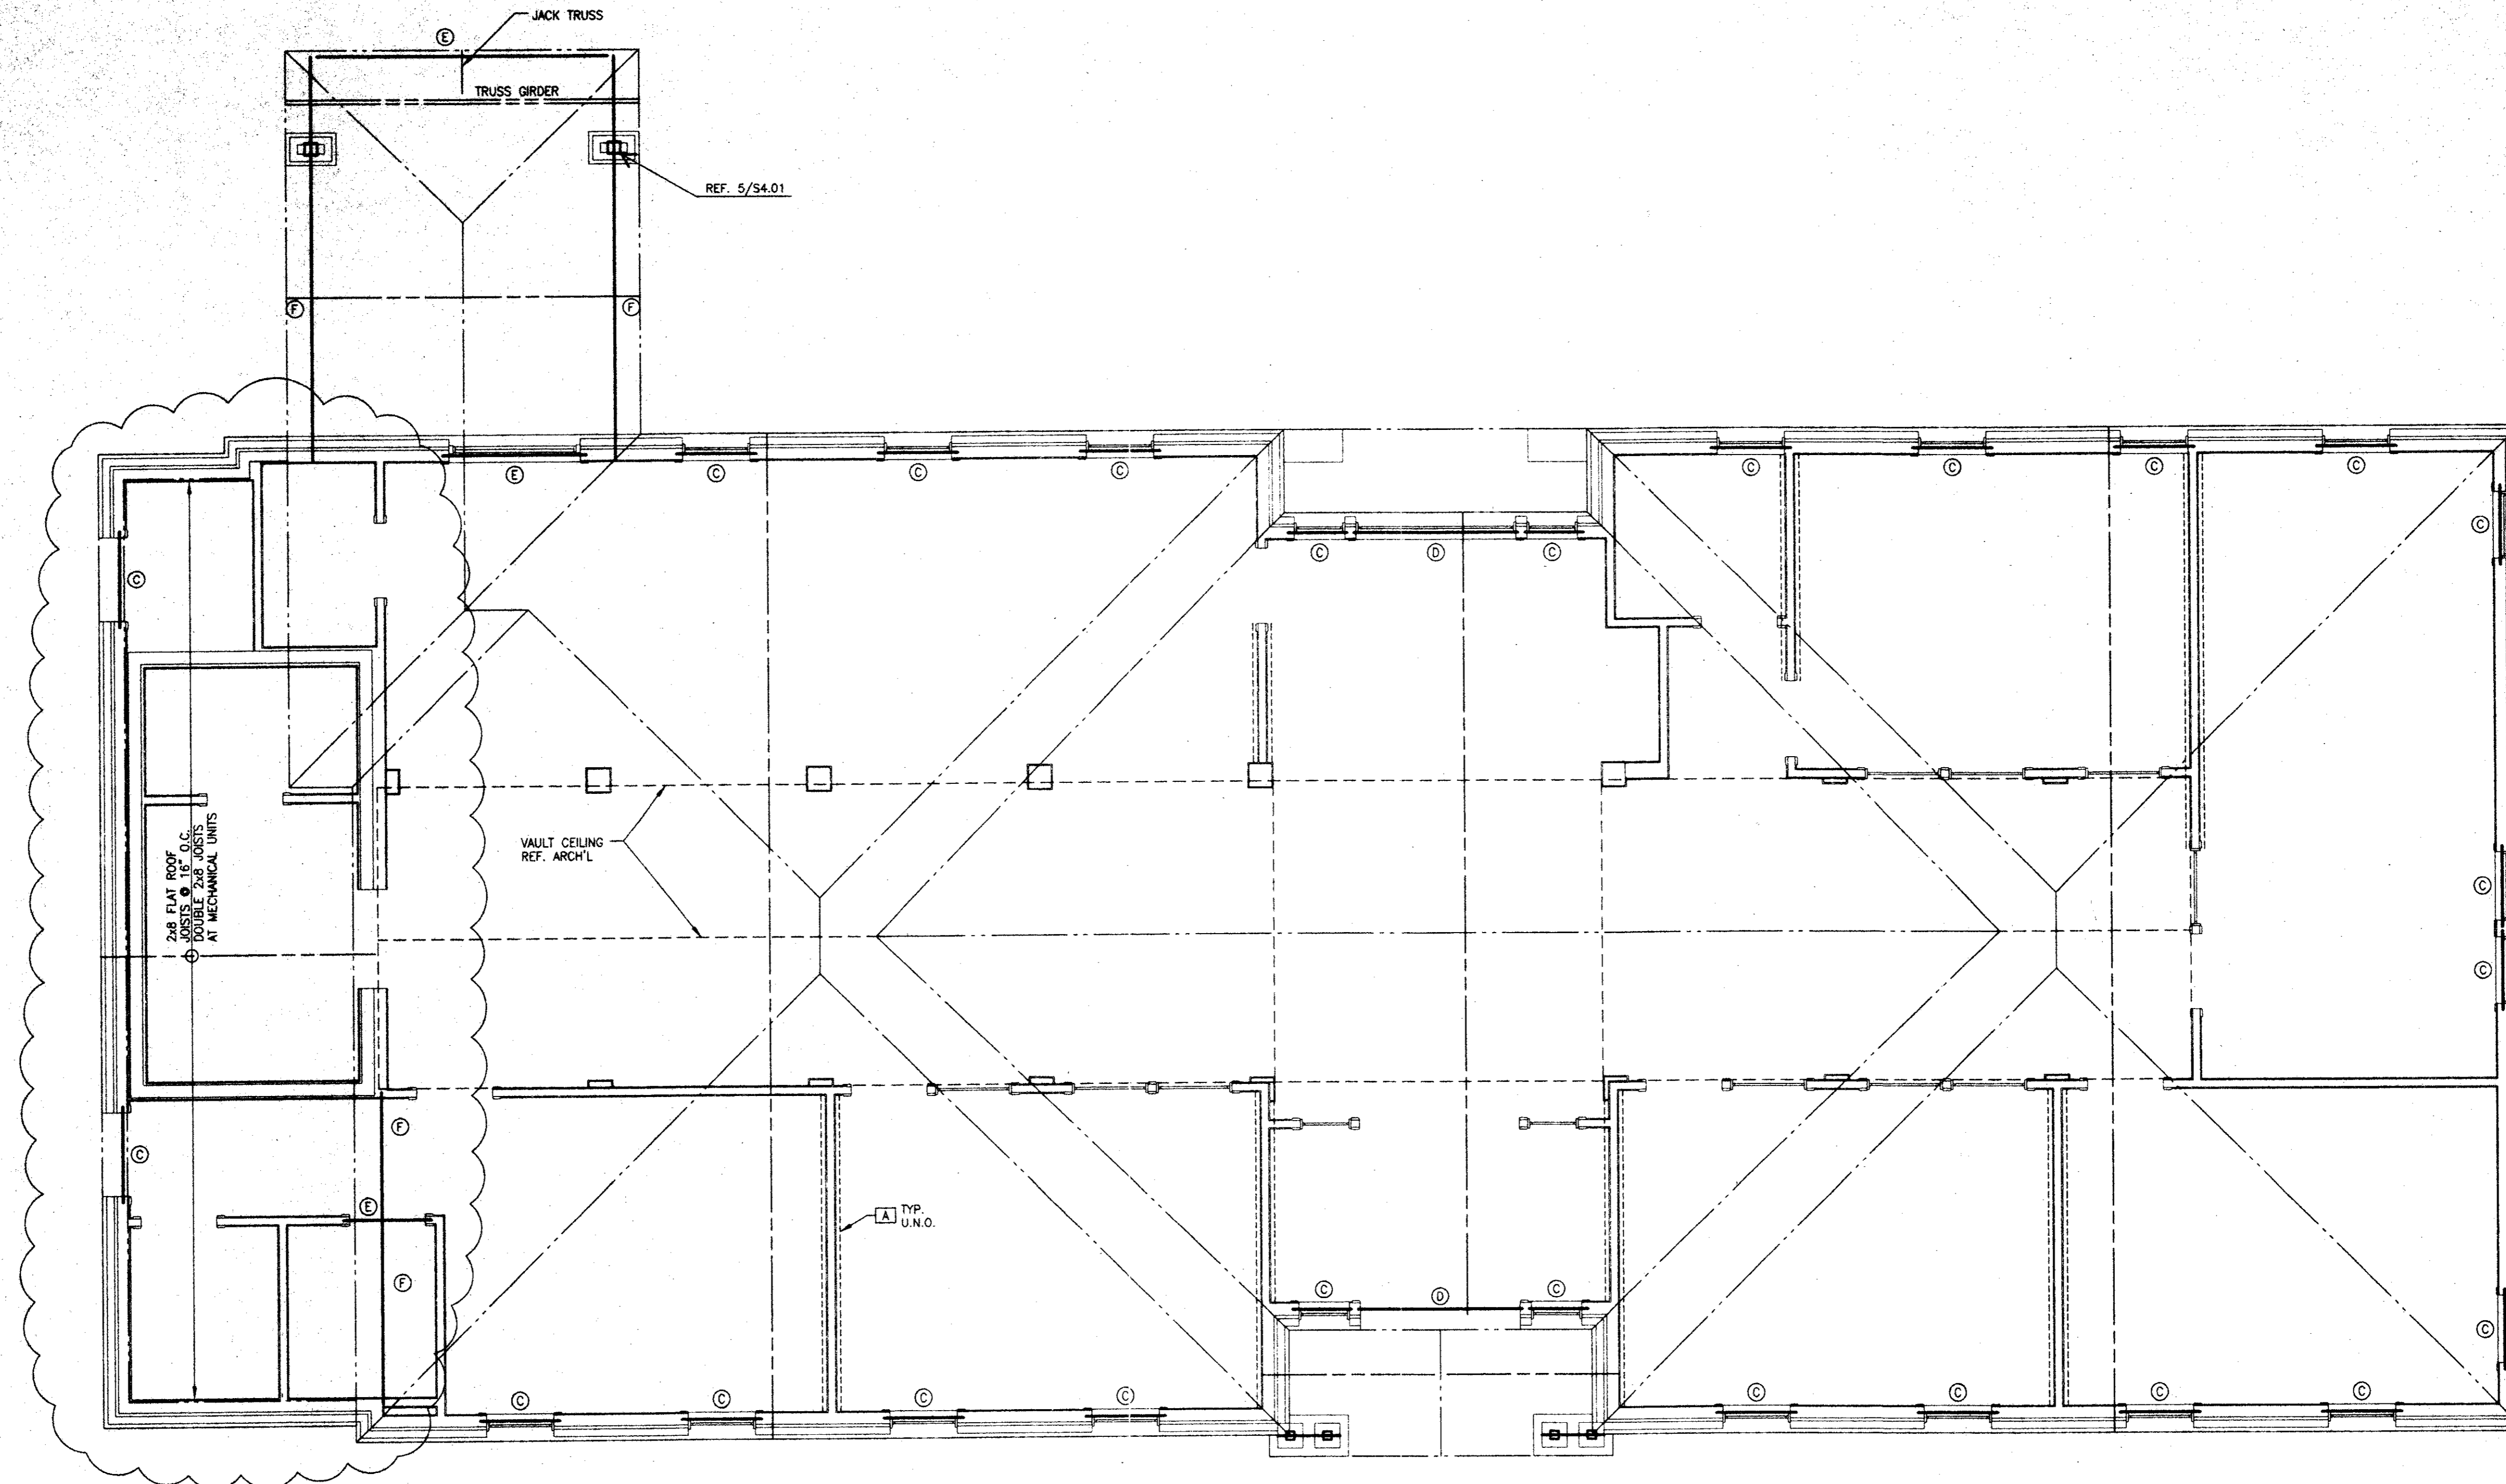 JACK TRUSS
E
TRUSS GIRDER
REF. 5/S4.01
F
F
E
C
C
C
C
C
C
C
C
C
D
C
C
VAULT CEILING
REF. ARCH'L
2x8 FLAT ROOF
JOISTS @ 16" O.C.
DOUBLE 2x8 JOISTS
AT MECHANICAL UNITS
C
C
F
C
E
A TYP.
U.N.O.
F
C
D
C
C
C
C
C
C
C
C
C
C